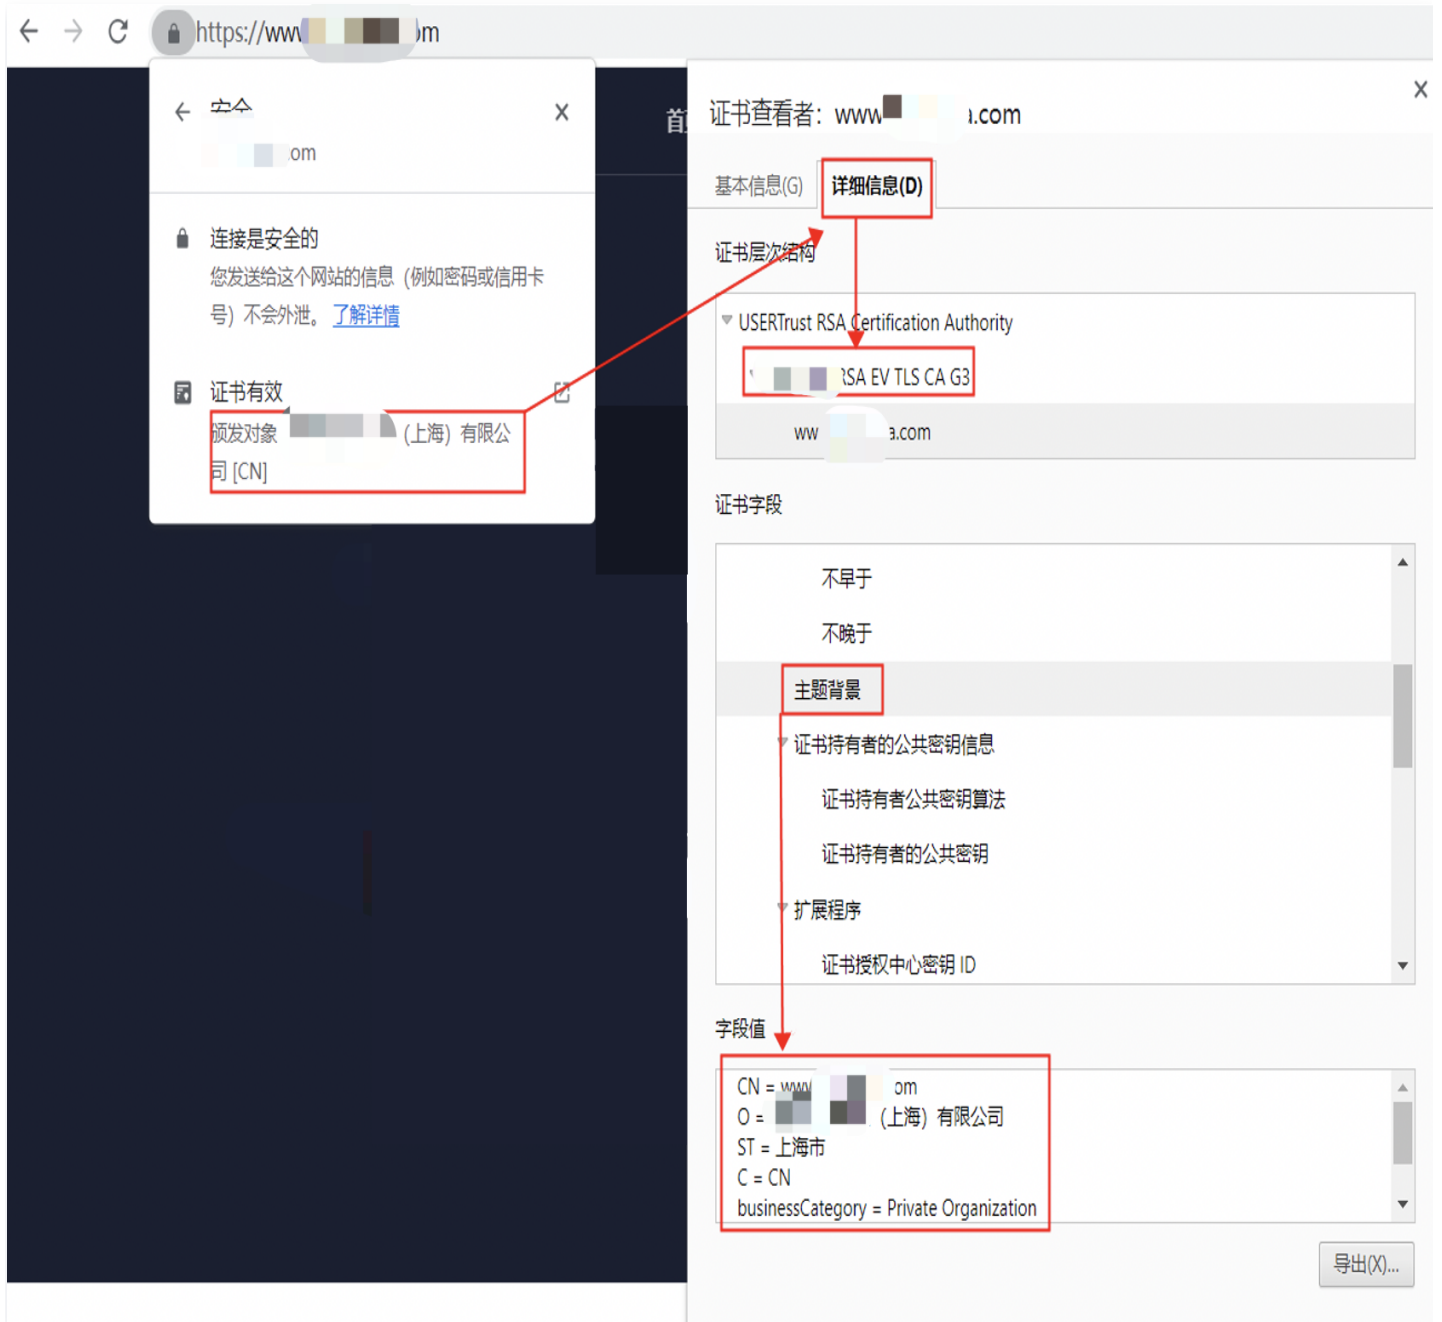 https://www om
安全
om
连接是安全的
您发送给这个网站的信息（例如密码或信用卡
号）不会外泄。 了解详情
证书有效
颁发对象 （上海）有限公
司 [CN]
首
证书查看者： www a.com
基本信息(G) 详细信息(D)
证书层次结构
USERTrust RSA Certification Authority
RSA EV TLS CA G3
ww a.com
证书字段
不早于
不晚于
主题背景
证书持有者的公共密钥信息
证书持有者公共密钥算法
证书持有者的公共密钥
扩展程序
证书授权中心密钥 ID
字段值
CN = www om
O = （上海）有限公司
ST = 上海市
C = CN
businessCategory = Private Organization
导出(X)...